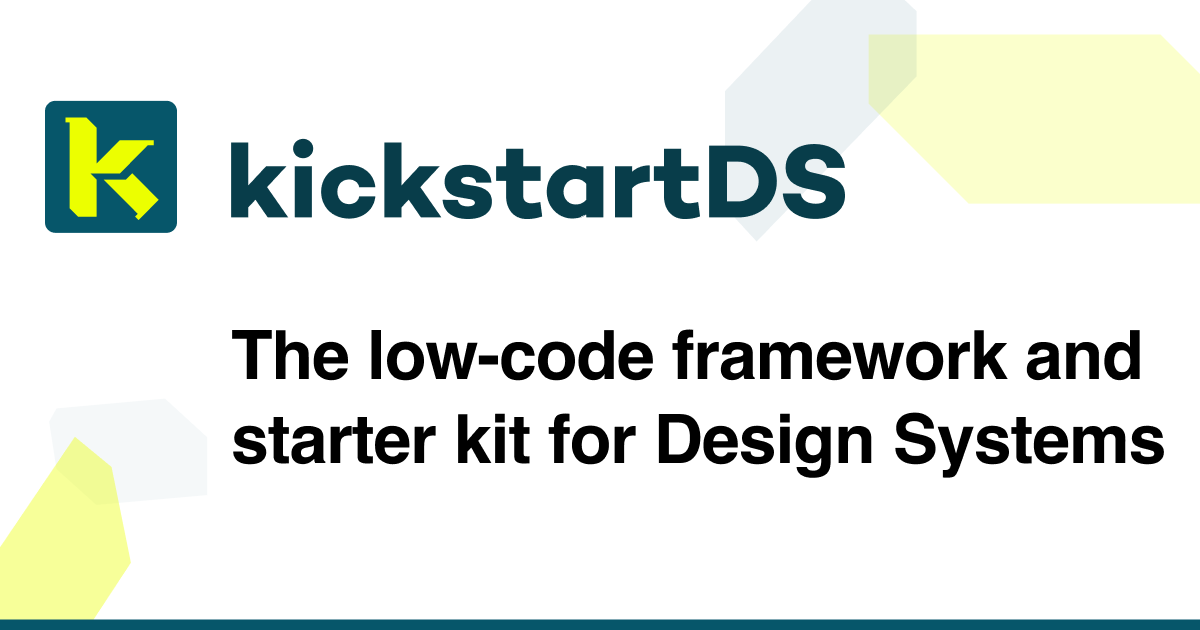 kickstartDS
The low-code framework and
starter kit for Design Systems